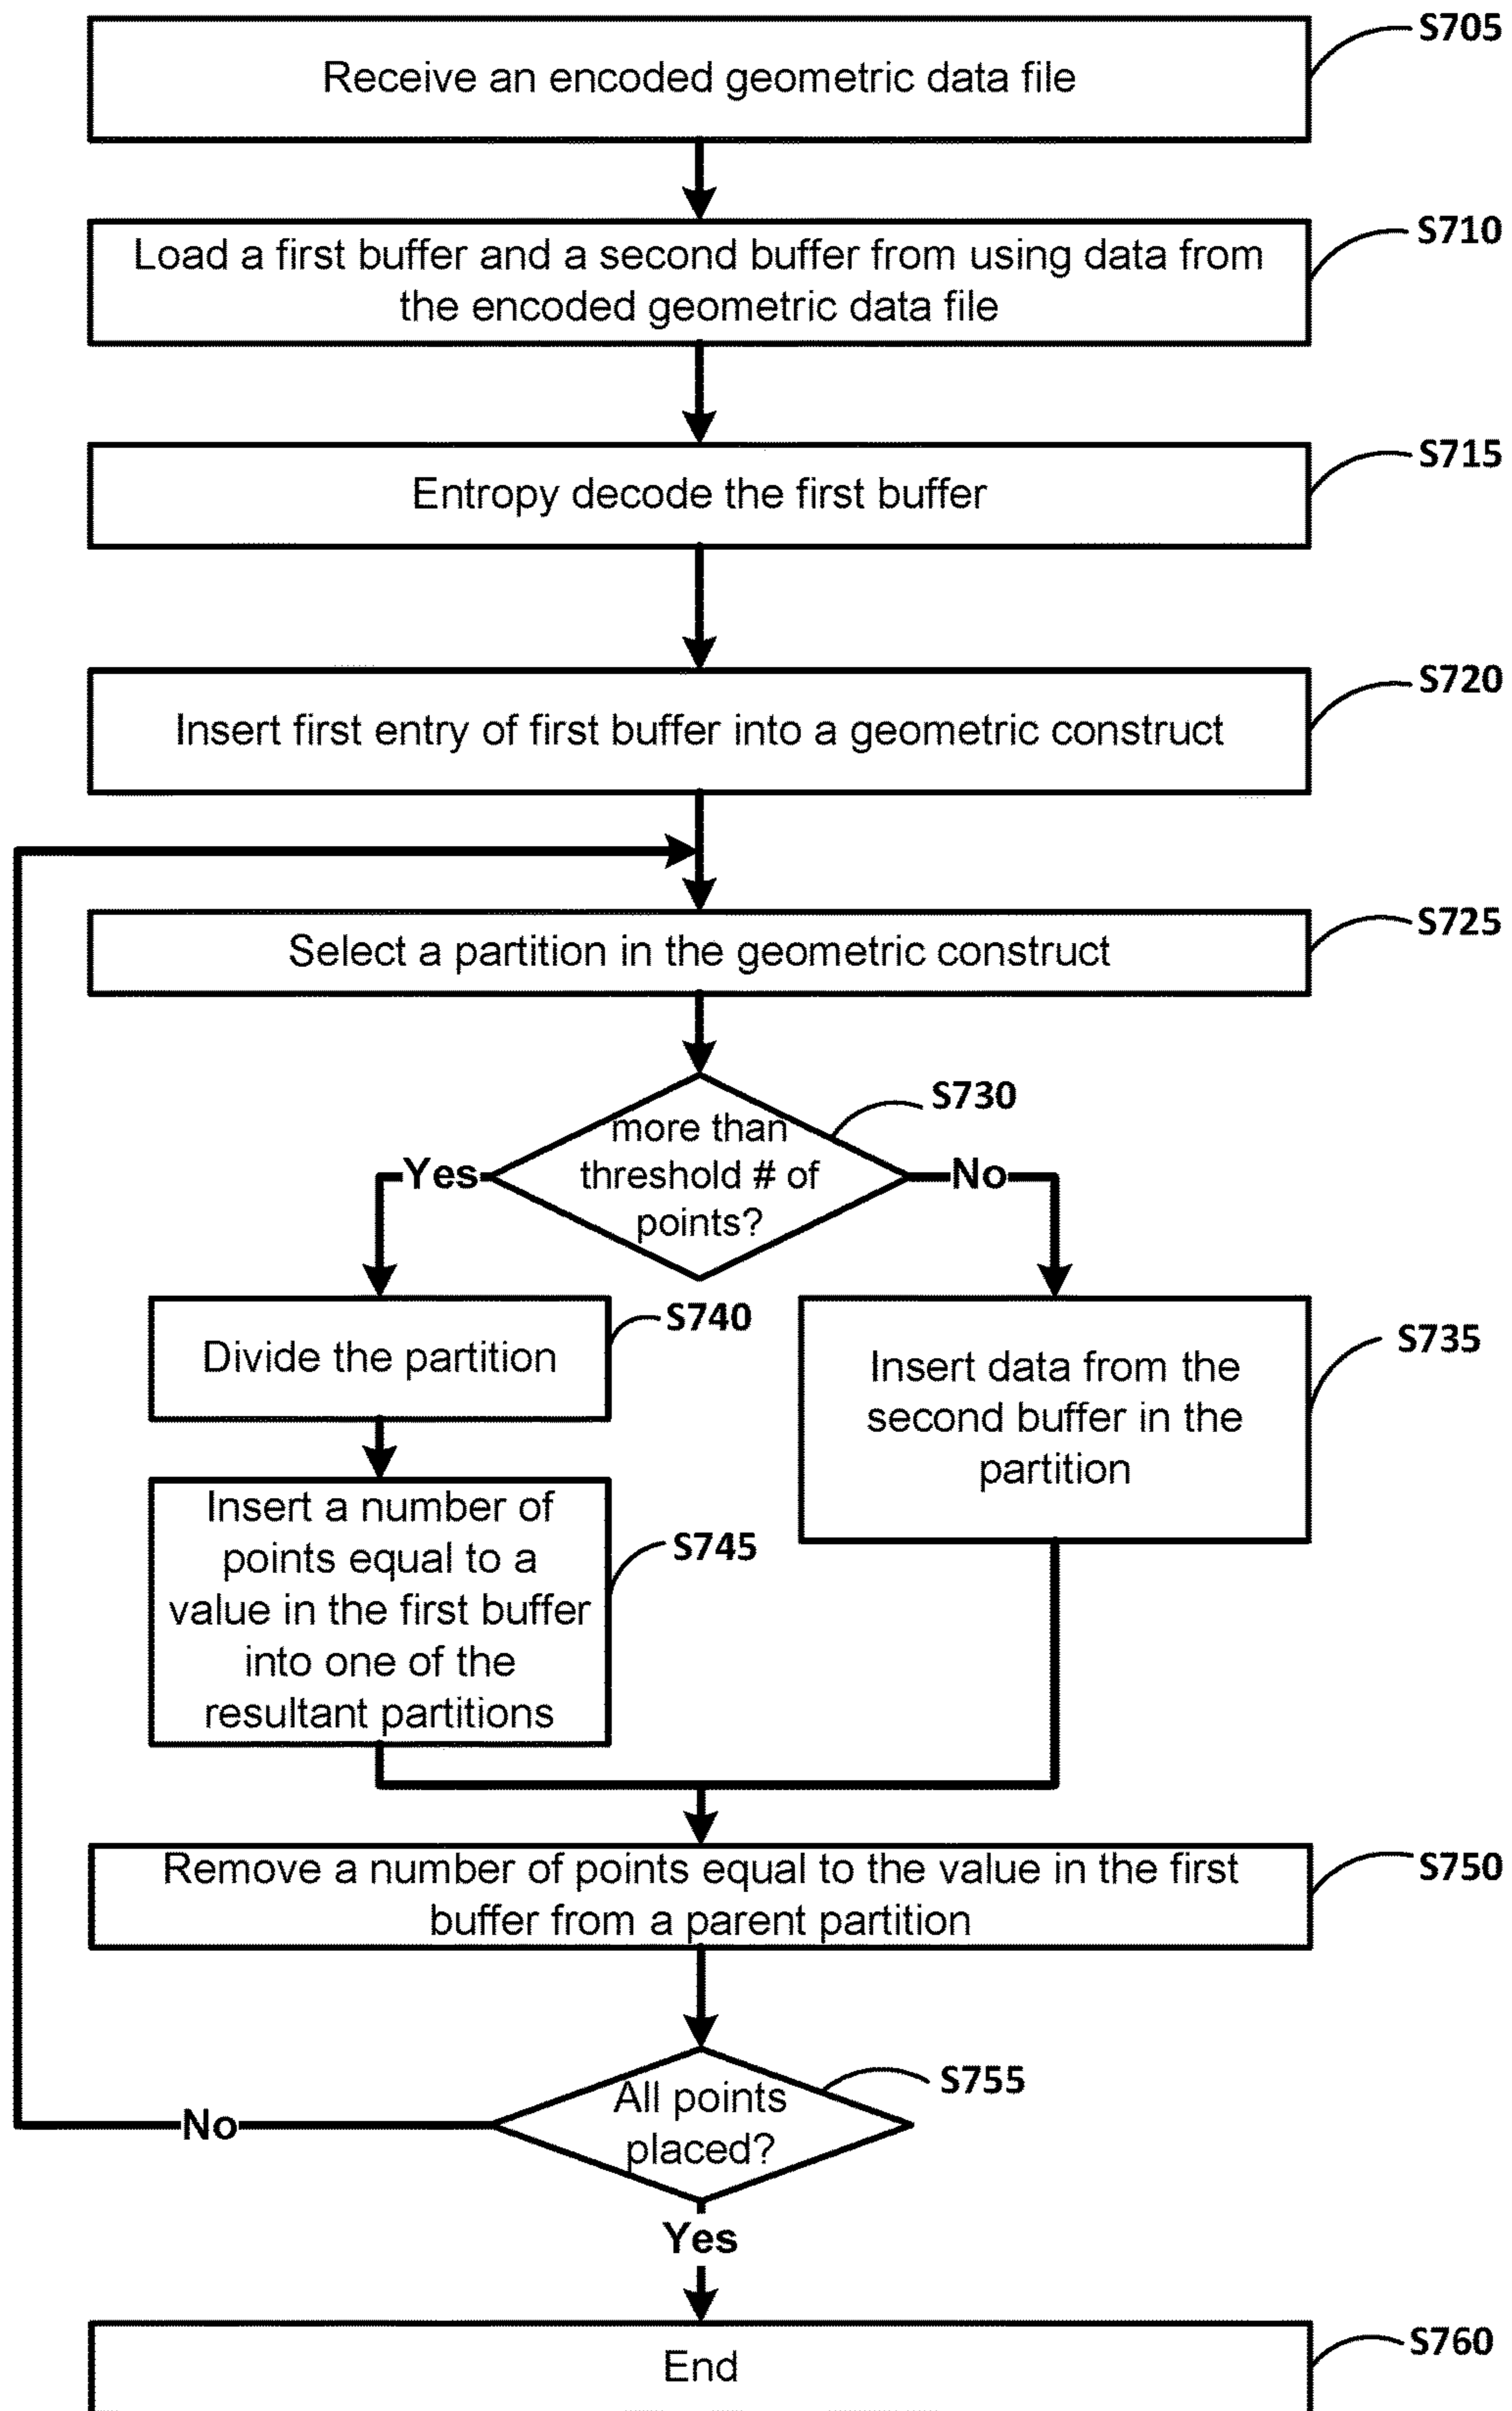 S705
Receive an encoded geometric data file
S710
Load a first buffer and a second buffer from using data from
the encoded geometric data file
S715
Entropy decode the first buffer
S720
Insert first entry of first buffer into a geometric construct
S725
Select a partition in the geometric construct
S730
more than
threshold # of
points?
Yes
No
S740
Divide the partition
S735
Insert data from the
second buffer in the
partition
S745
Insert a number of
points equal to a
value in the first buffer
into one of the
resultant partitions
S750
Remove a number of points equal to the value in the first
buffer from a parent partition
S755
All points
placed?
No
Yes
S760
End